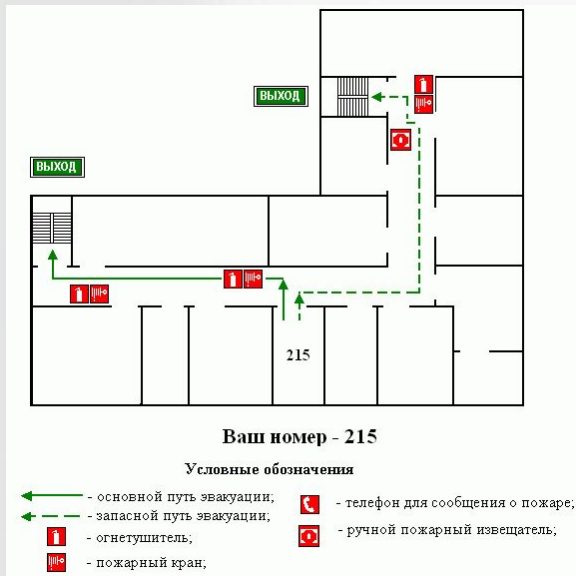 ВЫХОД
ВЫХОД
215
Ваш номер - 215
Условные обозначения
- основной путь эвакуации;
- запасной путь эвакуации;
- огнетушитель;
- пожарный кран;
- телефон для сообщения о пожаре;
- ручной пожарный извещатель;